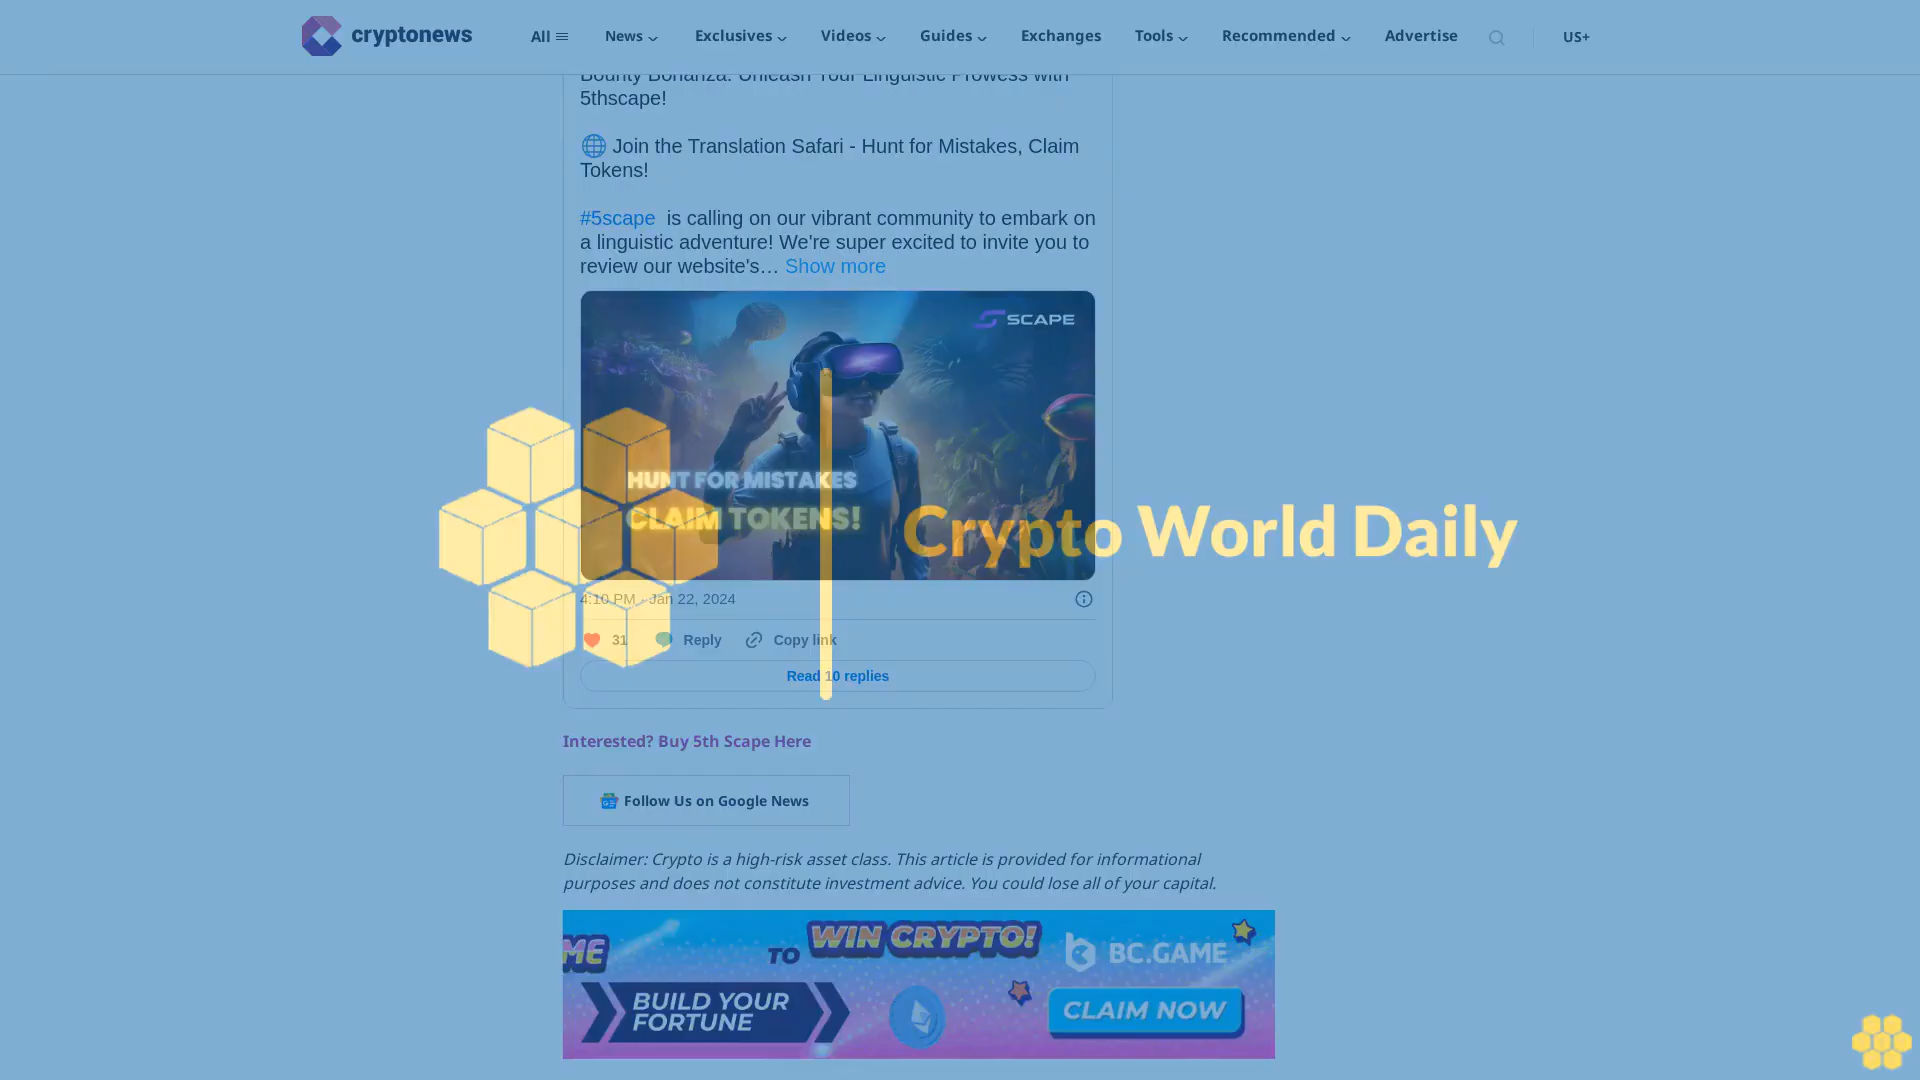 cryptonews
All
News
Exclusives
Videos
Guides
Exchanges
Tools
Recommended
Advertise
US+
Bounty Bonanza: Unleash Your Linguistic Prowess with
5thscape!
Join the Translation Safari - Hunt for Mistakes, Claim
Tokens!
#5scape is calling on our vibrant community to embark on
a linguistic adventure! We're super excited to invite you to
review our website's… Show more
SCAPE
HUNT FOR MISTAKES
CLAIM TOKENS!
Crypto World Daily
4:10 PM · Jan 22, 2024
31
Reply
Copy link
Read 10 replies
Interested? Buy 5th Scape Here
Follow Us on Google News
Disclaimer: Crypto is a high-risk asset class. This article is provided for informational
purposes and does not constitute investment advice. You could lose all of your capital.
ME
TO
WIN CRYPTO!
BC.GAME
BUILD YOUR
FORTUNE
CLAIM NOW